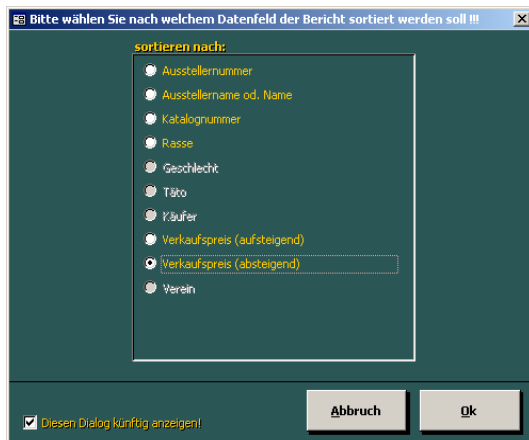 Bitte wählen Sie nach welchem Datenfeld der Bericht sortiert werden soll !!!
sortieren nach:
Ausstellernummer
Ausstellername od. Name
Katalognummer
Rasse
Geschlecht
Täto
Käufer
Verkaufspreis (aufsteigend)
Verkaufspreis (absteigend)
Verein
Diesen Dialog künftig anzeigen!
Abbruch
Ok